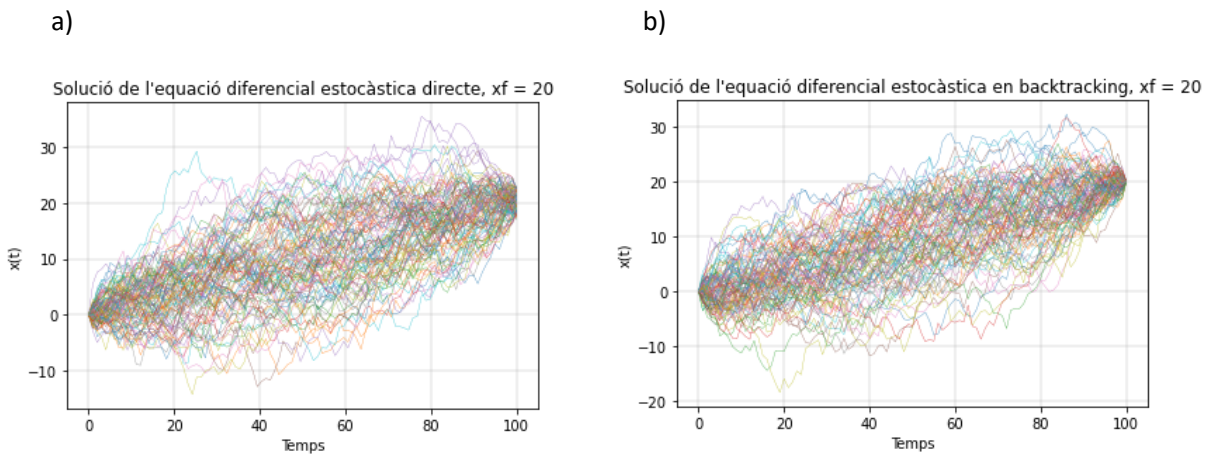 a)
b)
Solució de l'equació diferencial estocàstica directe, xf = 20
Solució de l'equació diferencial estocàstica en backtracking, xf = 20
30
20
10
0
−10
x(t)
0 20 40 60 80 100
Temps
30
20
10
0
−10
−20
x(t)
0 20 40 60 80 100
Temps